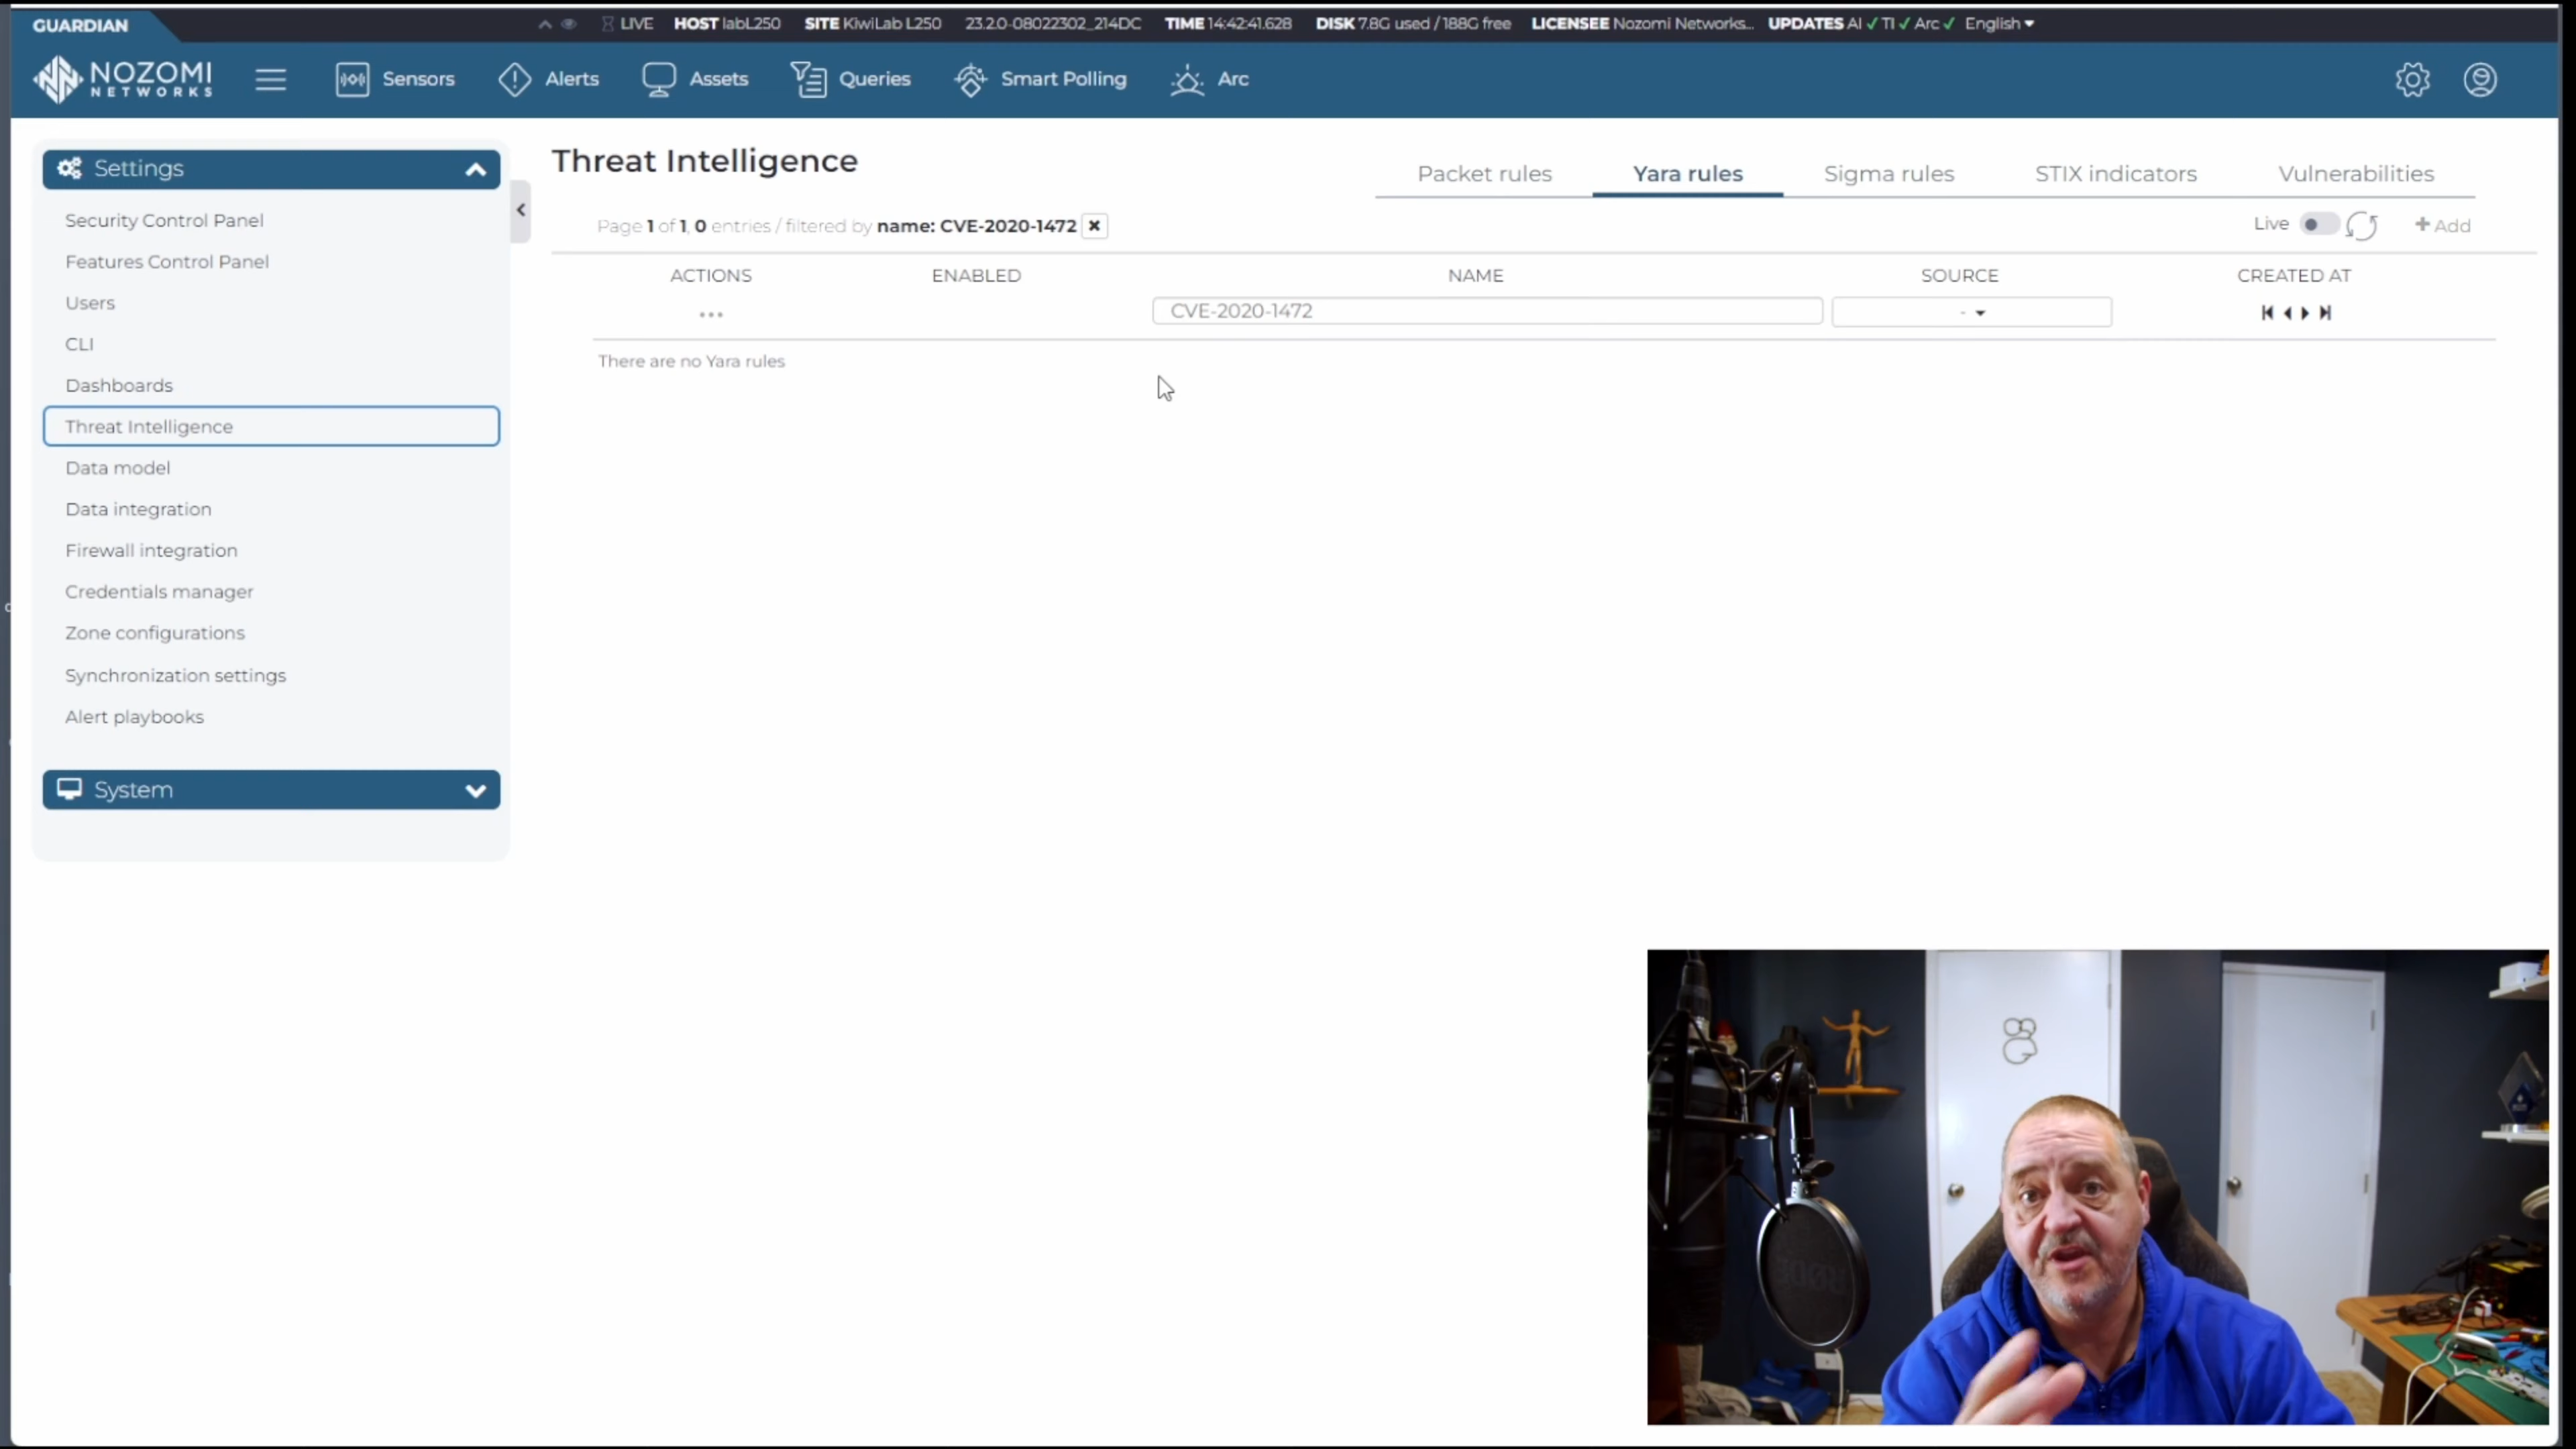 GUARDIAN
LIVE HOST labL250 SITE KiwiLab L250 23.2.0-08022302_214DC TIME 14:42:41.628 DISK 7.8G used / 188G free LICENSEE Nozomi Networks... UPDATES AI ✓ TI ✓ Arc ✓ English
NOZOMI
NETWORKS
Sensors Alerts Assets Queries Smart Polling Arc
Settings
Security Control Panel
Features Control Panel
Users
CLI
Dashboards
Threat Intelligence
Data model
Data integration
Firewall integration
Credentials manager
Zone configurations
Synchronization settings
Alert playbooks
System
Threat Intelligence
Packet rules Yara rules Sigma rules STIX indicators Vulnerabilities
Page 1 of 1, 0 entries / filtered by name: CVE-2020-1472
Live + Add
ACTIONS ENABLED NAME SOURCE CREATED AT
... CVE-2020-1472 -
There are no Yara rules
RØDE